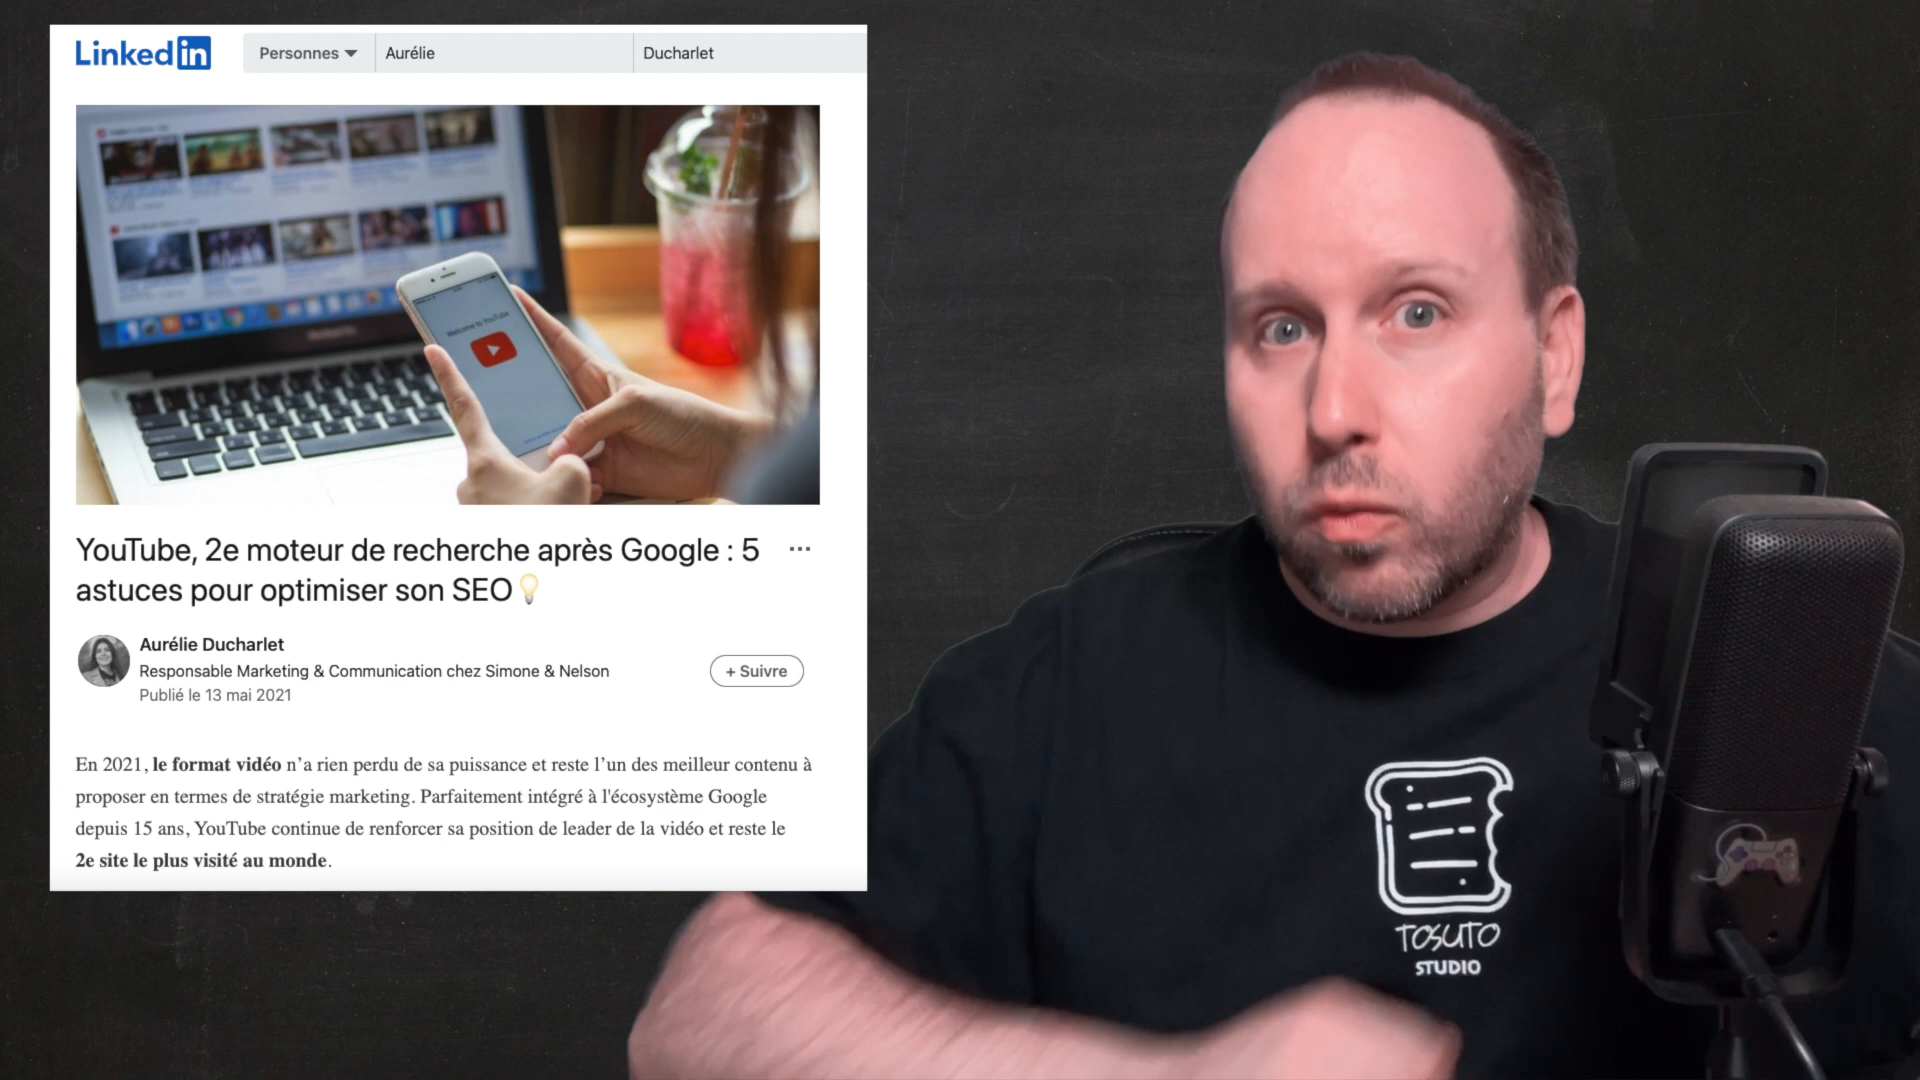 Linkedin
Personnes
Aurélie
Ducharlet
Welcome to YouTube
YouTube, 2e moteur de recherche après Google : 5
astuces pour optimiser son SEO
Aurélie Ducharlet
Responsable Marketing & Communication chez Simone & Nelson
Publié le 13 mai 2021
+ Suivre
En 2021, le format vidéo n’a rien perdu de sa puissance et reste l’un des meilleur contenu à
proposer en termes de stratégie marketing. Parfaitement intégré à l'écosystème Google
depuis 15 ans, YouTube continue de renforcer sa position de leader de la vidéo et reste le
2e site le plus visité au monde.
TOSUTO
STUDIO